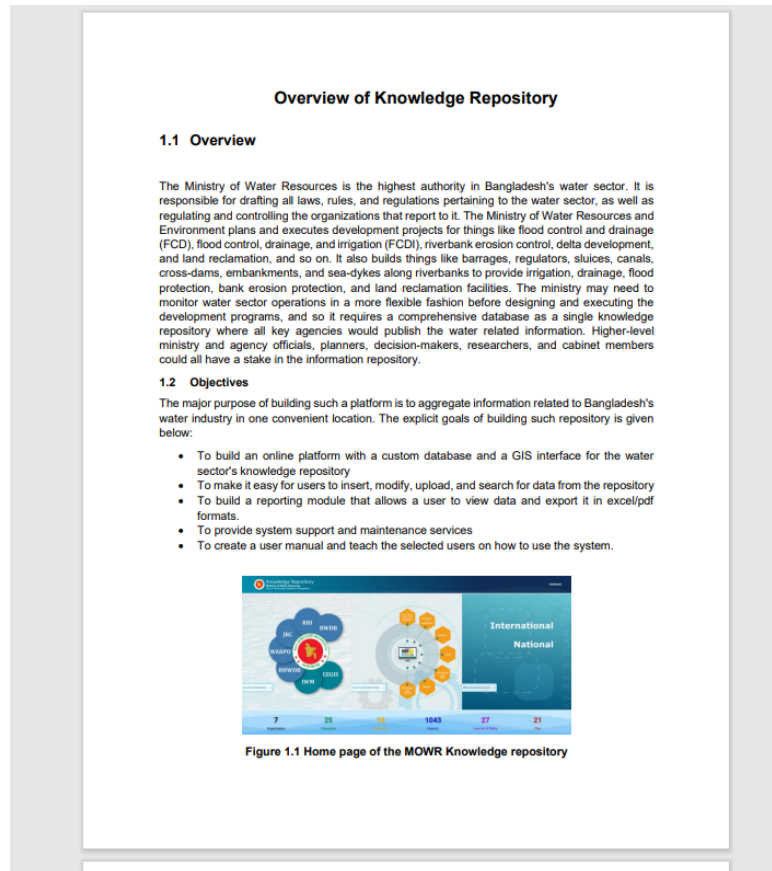 Overview of Knowledge Repository
1.1 Overview
The Ministry of Water Resources is the highest authority in Bangladesh's water sector. It is
responsible for drafting all laws, rules, and regulations pertaining to the water sector, as well as
regulating and controlling the organizations that report to it. The Ministry of Water Resources and
Environment plans and executes development projects for things like flood control and drainage
(FCD), flood control, drainage, and irrigation (FCDI), riverbank erosion control, delta development,
and land reclamation, and so on. It also builds things like barrages, regulators, sluices, canals,
cross-dams, embankments, and sea-dykes along riverbanks to provide irrigation, drainage, flood
protection, bank erosion protection, and land reclamation facilities. The ministry may need to
monitor water sector operations in a more flexible fashion before designing and executing the
development programs, and so it requires a comprehensive database as a single knowledge
repository where all key agencies would publish the water related information. Higher-level
ministry and agency officials, planners, decision-makers, researchers, and cabinet members
could all have a stake in the information repository.
1.2 Objectives
The major purpose of building such a platform is to aggregate information related to Bangladesh's
water industry in one convenient location. The explicit goals of building such repository is given
below:
• To build an online platform with a custom database and a GIS interface for the water
sector's knowledge repository
• To make it easy for users to insert, modify, upload, and search for data from the repository
• To build a reporting module that allows a user to view data and export it in excel/pdf
formats.
• To provide system support and maintenance services
• To create a user manual and teach the selected users on how to use the system.
Knowledge Repository
RRI
JRC
BWDB
WARPO
CEGIS
IWM
International
National
7
25
1043
27
21
Figure 1.1 Home page of the MOWR Knowledge repository